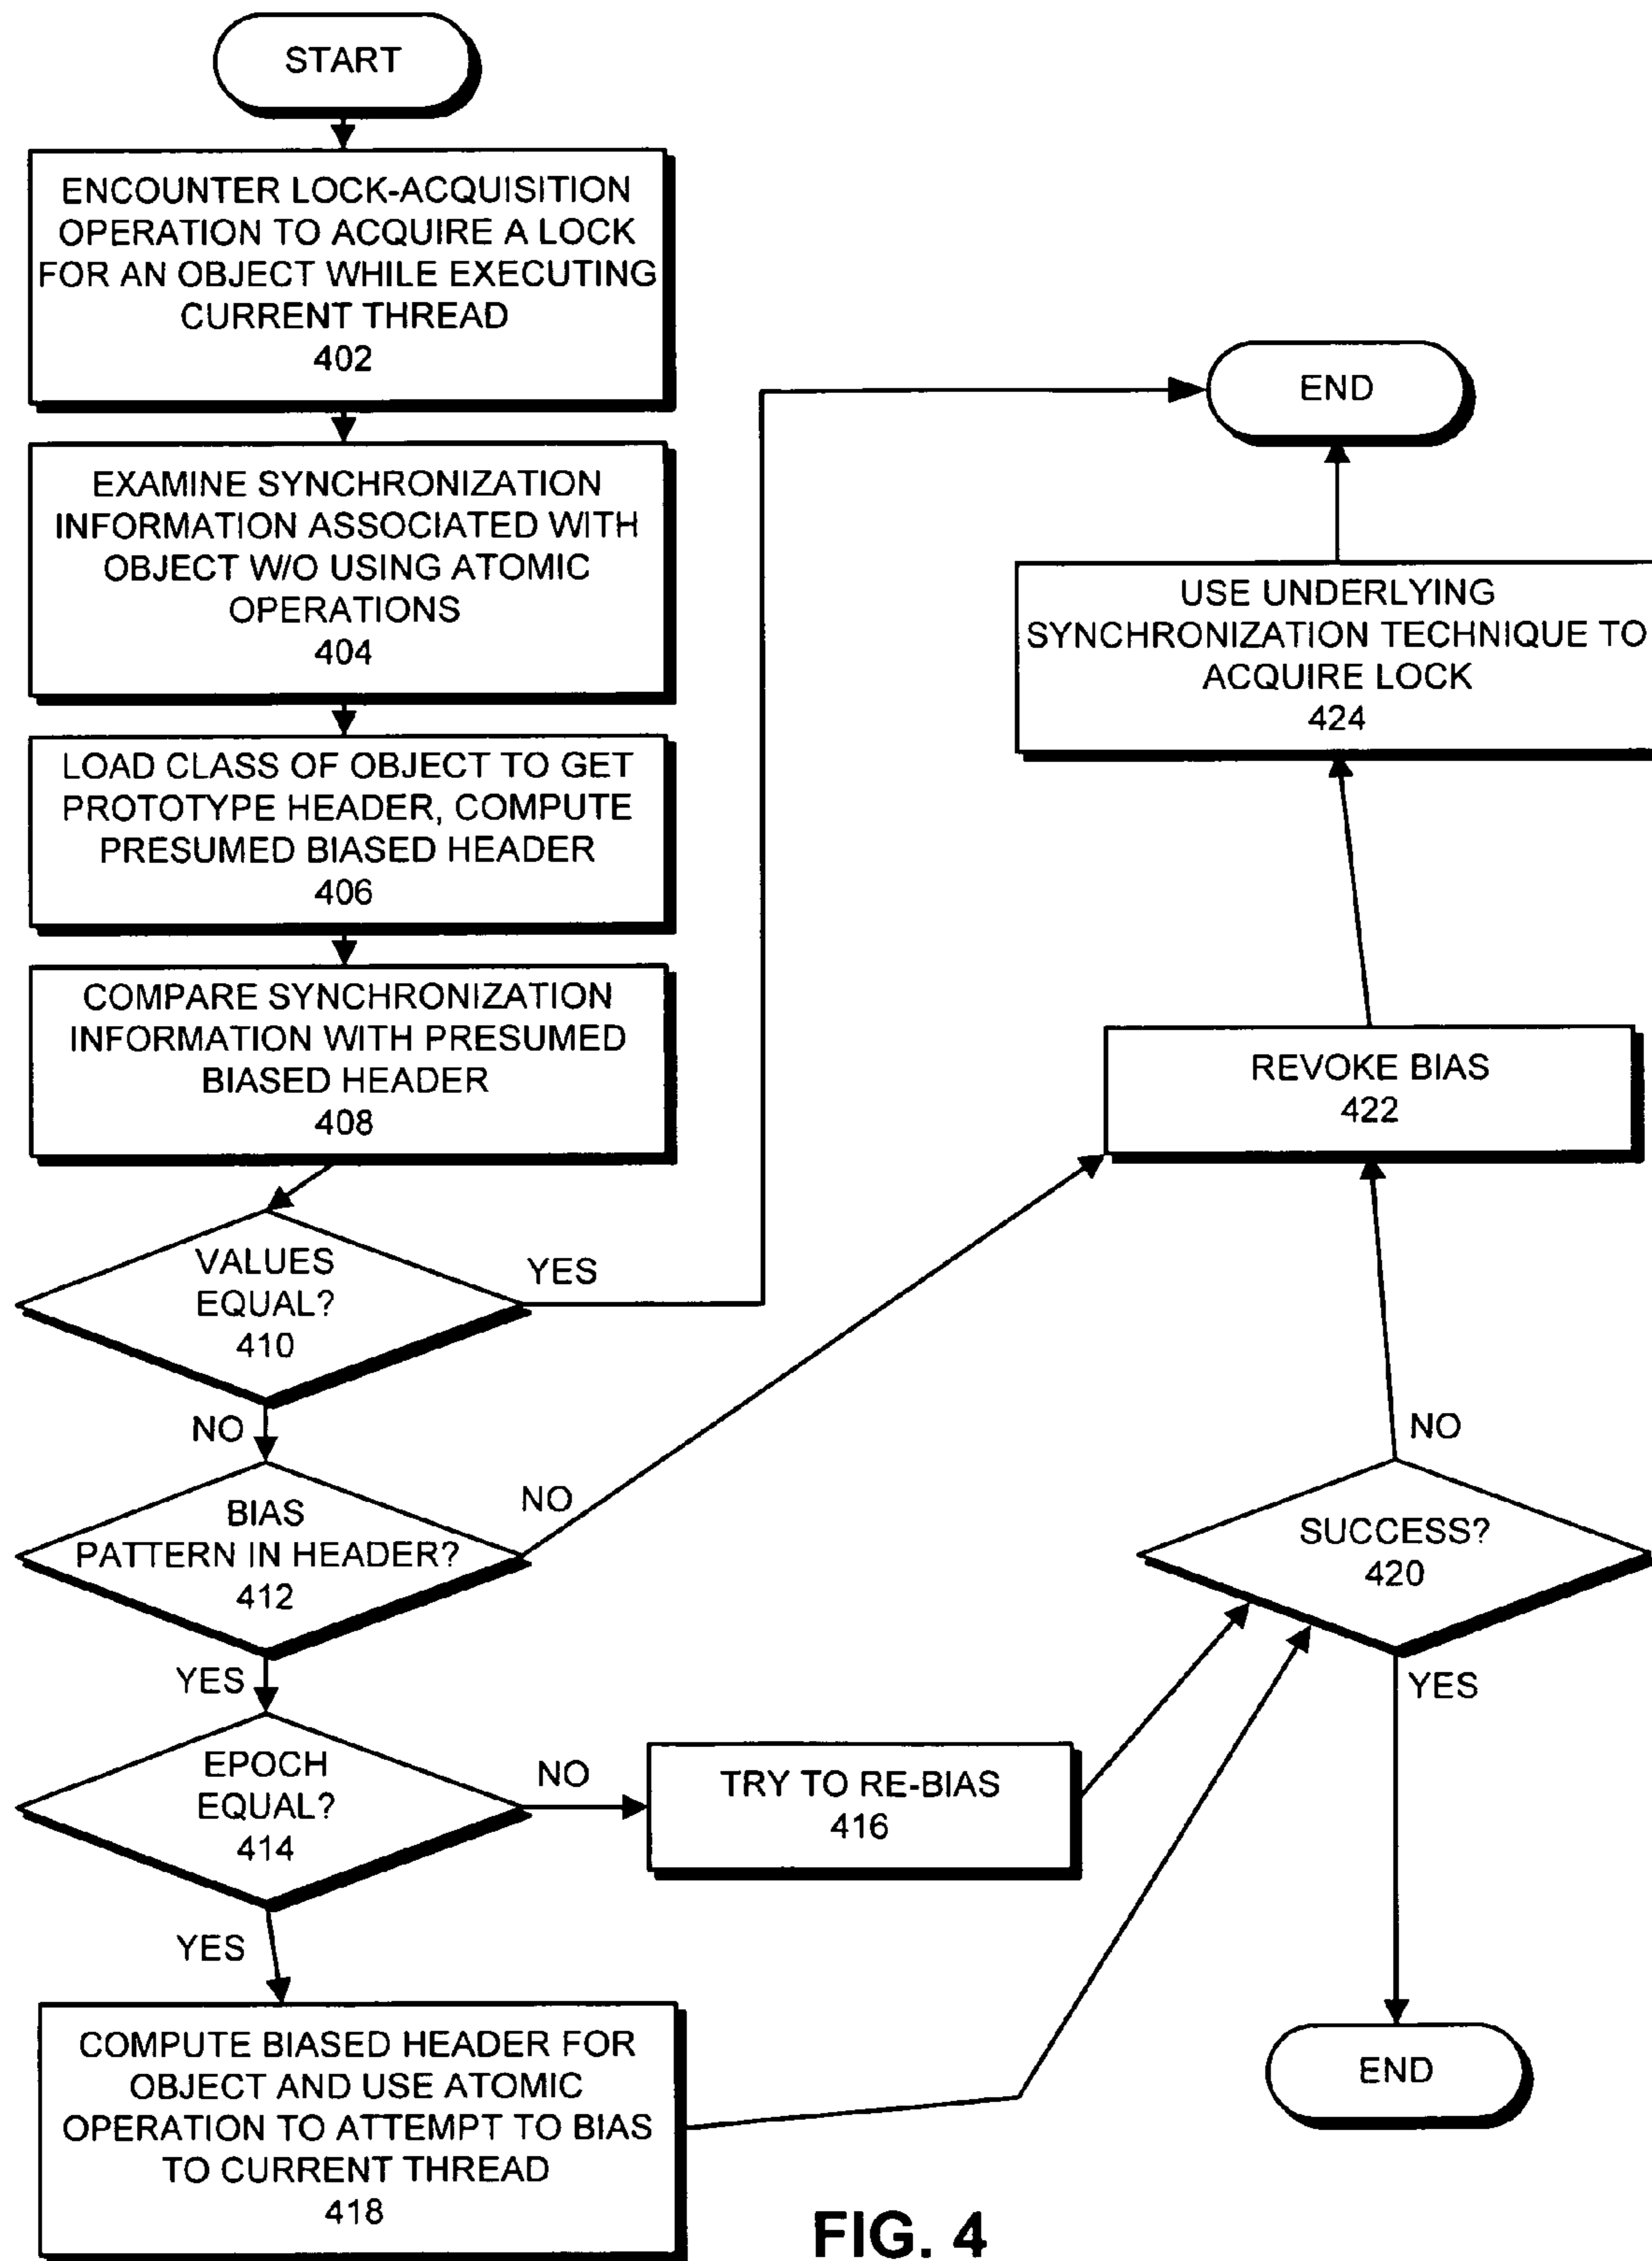 START
ENCOUNTER LOCK-ACQUISITION
OPERATION TO ACQUIRE A LOCK
FOR AN OBJECT WHILE EXECUTING
CURRENT THREAD
402
EXAMINE SYNCHRONIZATION
INFORMATION ASSOCIATED WITH
OBJECT W/O USING ATOMIC
OPERATIONS
404
LOAD CLASS OF OBJECT TO GET
PROTOTYPE HEADER, COMPUTE
PRESUMED BIASED HEADER
406
COMPARE SYNCHRONIZATION
INFORMATION WITH PRESUMED
BIASED HEADER
408
VALUES
EQUAL?
410
YES
NO
BIAS
PATTERN IN HEADER?
412
NO
YES
EPOCH
EQUAL?
414
NO
YES
TRY TO RE-BIAS
416
COMPUTE BIASED HEADER FOR
OBJECT AND USE ATOMIC
OPERATION TO ATTEMPT TO BIAS
TO CURRENT THREAD
418
END
USE UNDERLYING
SYNCHRONIZATION TECHNIQUE TO
ACQUIRE LOCK
424
REVOKE BIAS
422
NO
SUCCESS?
420
YES
END
FIG. 4